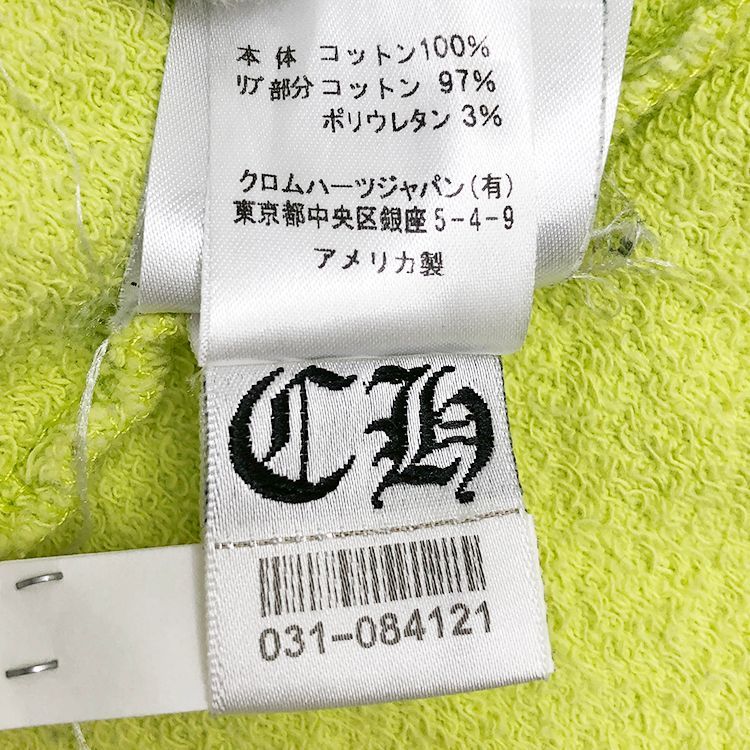 本体 コットン100%
リブ部分コットン 97%
ポリウレタン 3%
クロムハーツジャパン(有)
東京都中央区銀座5-4-9
アメリカ製
CH
031-084121